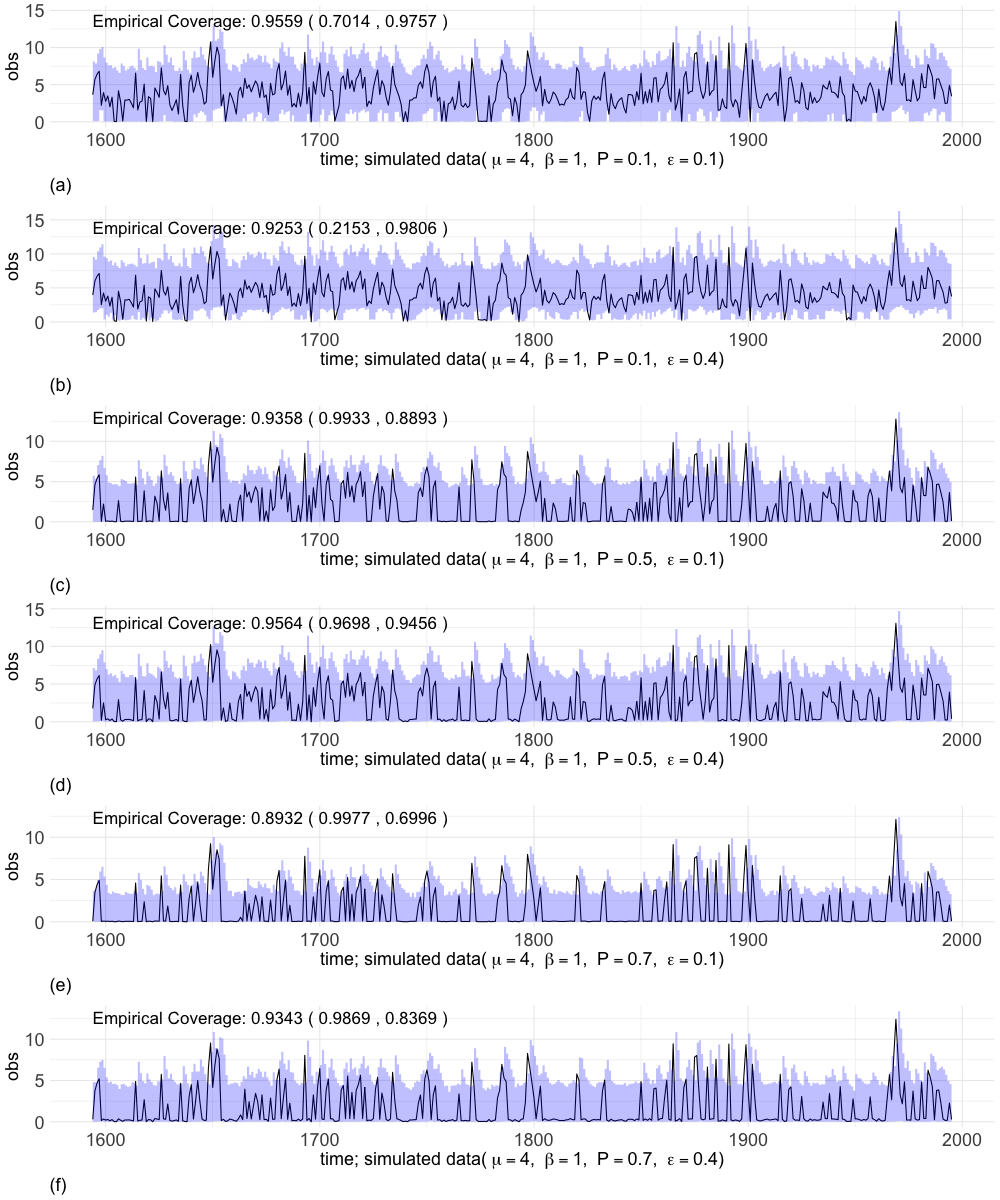 Empirical Coverage: 0.9559 ( 0.7014 , 0.9757 )
15
10
5
0
obs
1600 1700 1800 1900 2000
time; simulated data( μ = 4, β = 1, P = 0.1, ε = 0.1)
(a)
Empirical Coverage: 0.9253 ( 0.2153 , 0.9806 )
15
10
5
0
obs
1600 1700 1800 1900 2000
time; simulated data( μ = 4, β = 1, P = 0.1, ε = 0.4)
(b)
Empirical Coverage: 0.9358 ( 0.9933 , 0.8893 )
10
5
0
obs
1600 1700 1800 1900 2000
time; simulated data( μ = 4, β = 1, P = 0.5, ε = 0.1)
(c)
Empirical Coverage: 0.9564 ( 0.9698 , 0.9456 )
15
10
5
0
obs
1600 1700 1800 1900 2000
time; simulated data( μ = 4, β = 1, P = 0.5, ε = 0.4)
(d)
Empirical Coverage: 0.8932 ( 0.9977 , 0.6996 )
10
5
0
obs
1600 1700 1800 1900 2000
time; simulated data( μ = 4, β = 1, P = 0.7, ε = 0.1)
(e)
Empirical Coverage: 0.9343 ( 0.9869 , 0.8369 )
10
5
0
obs
1600 1700 1800 1900 2000
time; simulated data( μ = 4, β = 1, P = 0.7, ε = 0.4)
(f)